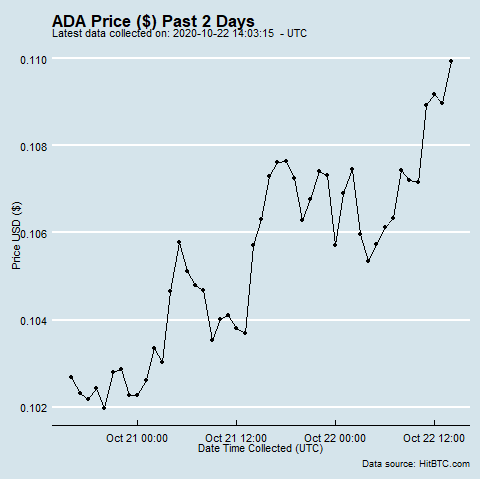 ADA Price ($) Past 2 Days
Latest data collected on: 2020-10-22 14:03:15  - UTC
0.110
0.108
0.106
0.104
0.102
Price USD ($)
Oct 21 00:00 Oct 21 12:00 Oct 22 00:00 Oct 22 12:00
Date Time Collected (UTC)
Data source: HitBTC.com